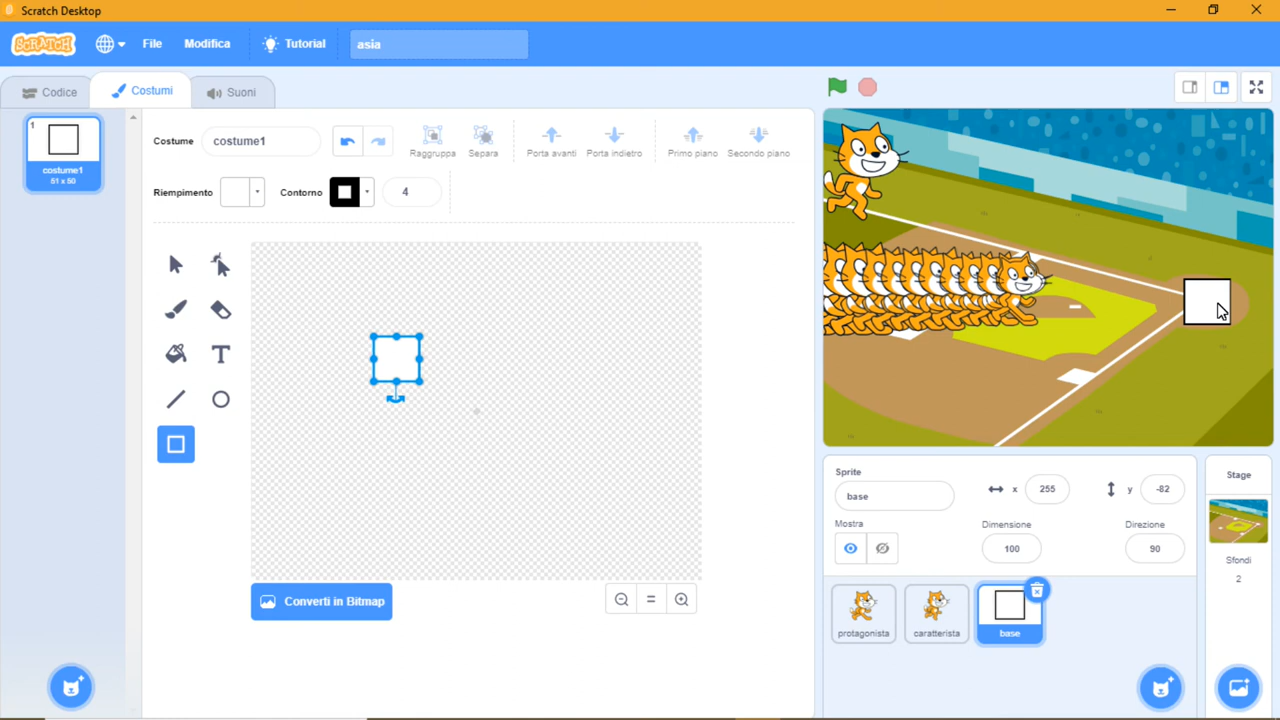 Scratch Desktop
SCRATCH File Modifica Tutorial asia
Codice Costumi Suoni
1
costume1
51 x 50
Costume costume1
Raggruppa Separa Porta avanti Porta indietro Primo piano Secondo piano
Riempimento Contorno 4
T
Converti in Bitmap
Sprite
base
x 255 y -82
Mostra Dimensione Direzione
100 90
protagonista caratterista base
Stage
Sfondi
2